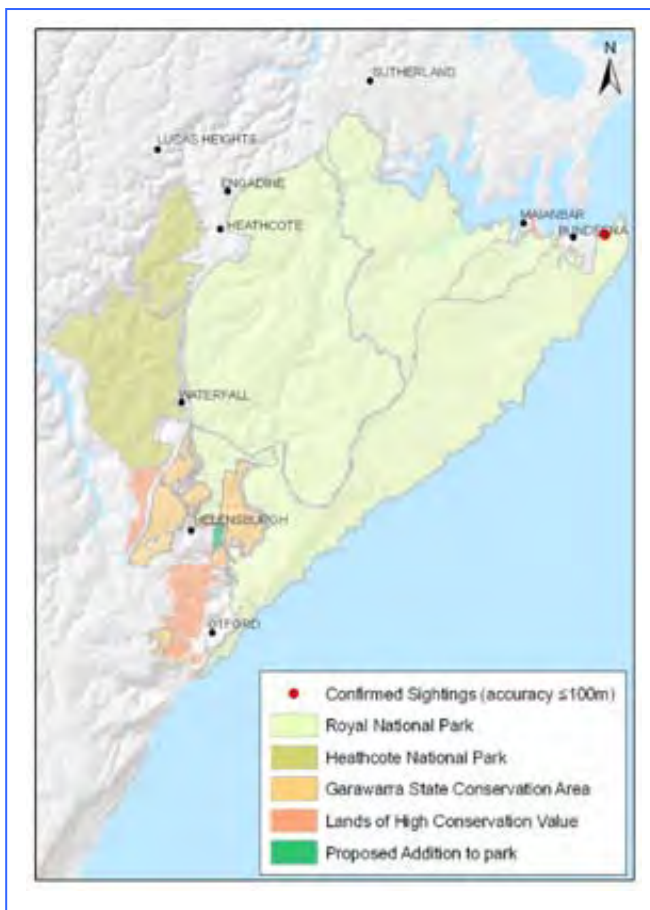 N
SUTHERLAND
LUCAS HEIGHTS
ENGADINE
HEATHCOTE
MAIANBAR
BUNDEENA
WATERFALL
HELENSBURGH
OTFORD
Confirmed Sightings (accuracy ≤100m)
Royal National Park
Heathcote National Park
Garawarra State Conservation Area
Lands of High Conservation Value
Proposed Addition to park